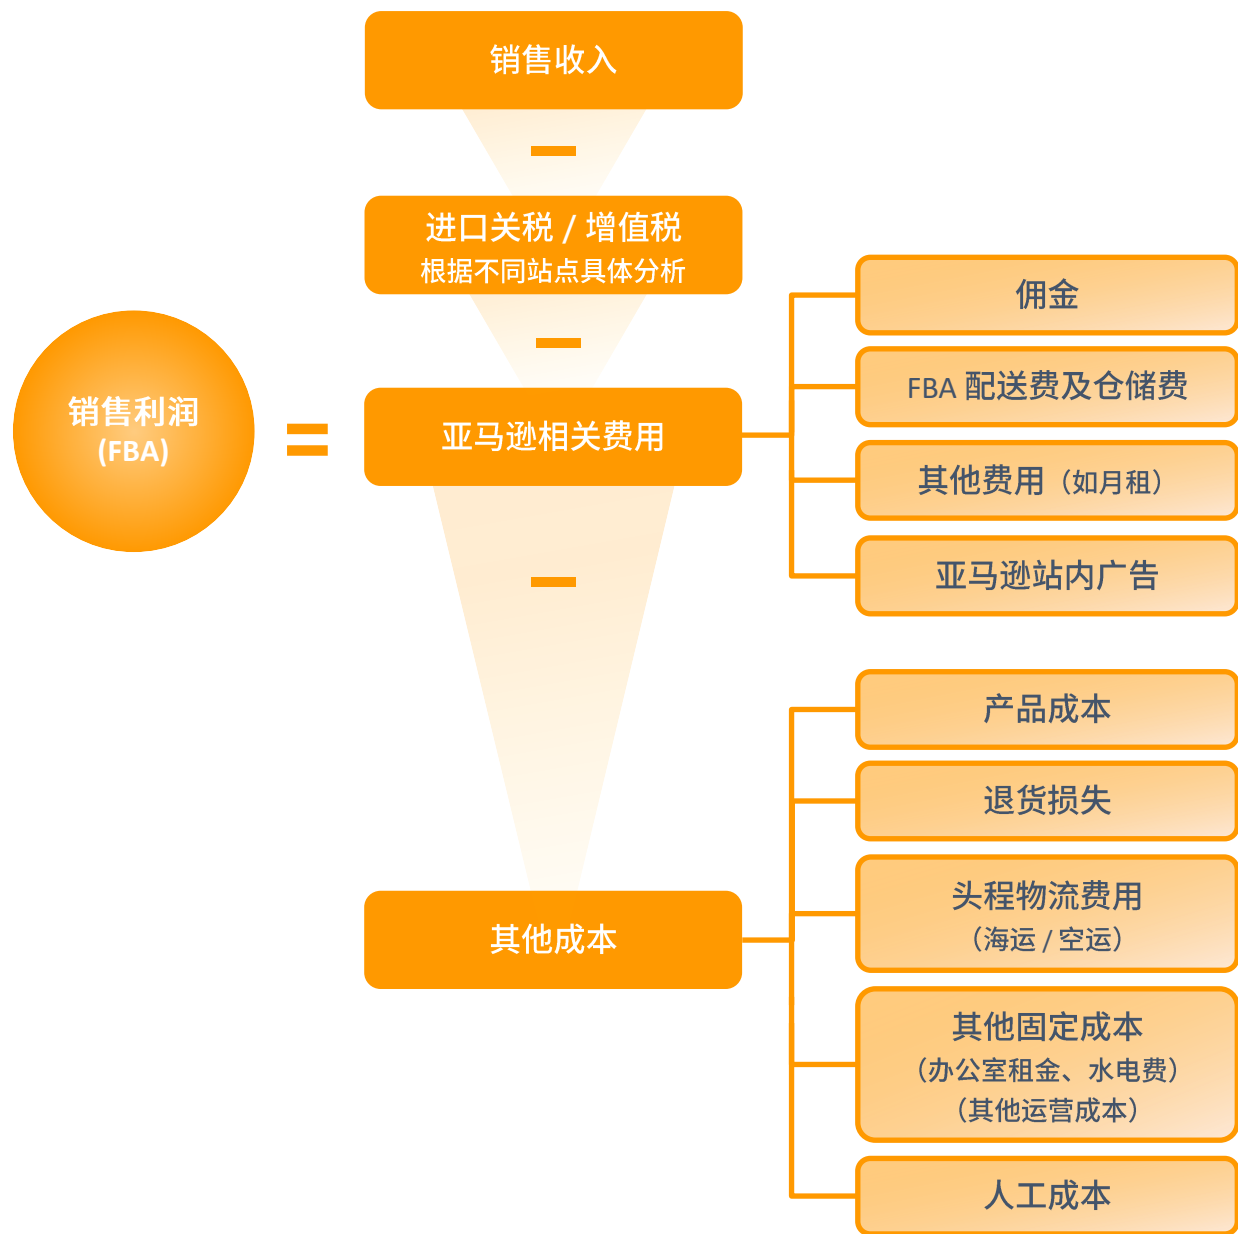 销售利润
(FBA)
=
销售收入
进口关税 / 增值税
根据不同站点具体分析
亚马逊相关费用
佣金
FBA 配送费及仓储费
其他费用（如月租）
亚马逊站内广告
其他成本
产品成本
退货损失
头程物流费用
（海运 / 空运）
其他固定成本
（办公室租金、水电费）
（其他运营成本）
人工成本